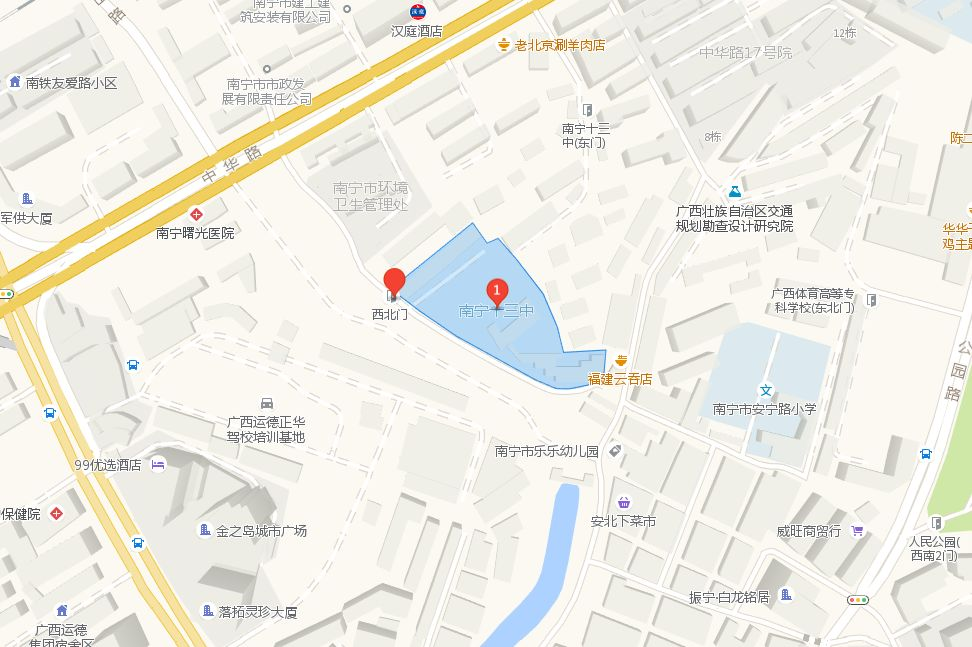 南宁市建工建
筑安装有限公司
汉庭
汉庭酒店
老北京涮羊肉店
12栋
中华路17号院
路
南铁友爱路小区
南宁市市政发
展有限责任公司
南宁十三
中(东门)
8栋
陈二
中华路
南宁市环境
卫生管理处
军供大厦
南宁曙光医院
广西壮族自治区交通
规划勘查设计研究院
鸡主题
1
西北门
南宁十三中
广西体育高等专
科学校(东北门)
公园路
福建云吞店
文
南宁市安宁路小学
广西运德正华
驾校培训基地
99优选酒店
南宁市乐乐幼儿园
保健院
金之岛城市广场
安北下菜市
威旺商贸行
人民公园(
西南2门)
落拓灵珍大厦
振宁·白龙铭居
广西运德
集团宿舍区